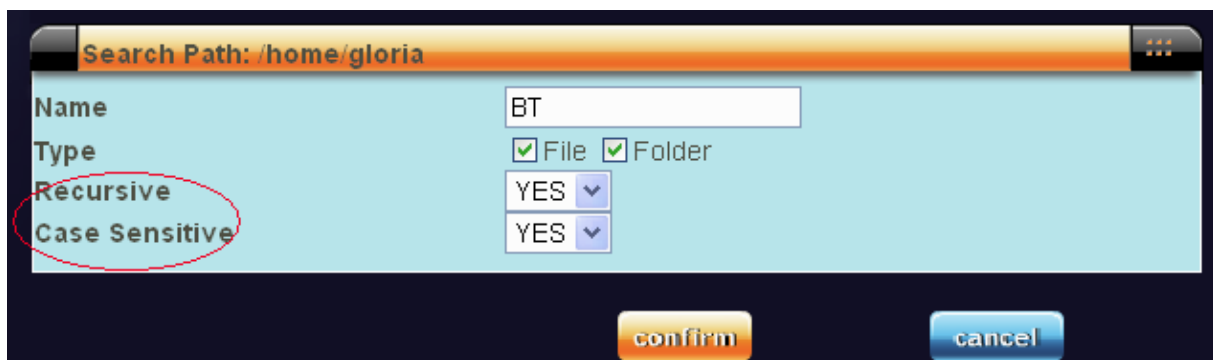 Search Path: /home/gloria
Name BT
Type File Folder
Recursive YES
Case Sensitive YES
confirm cancel